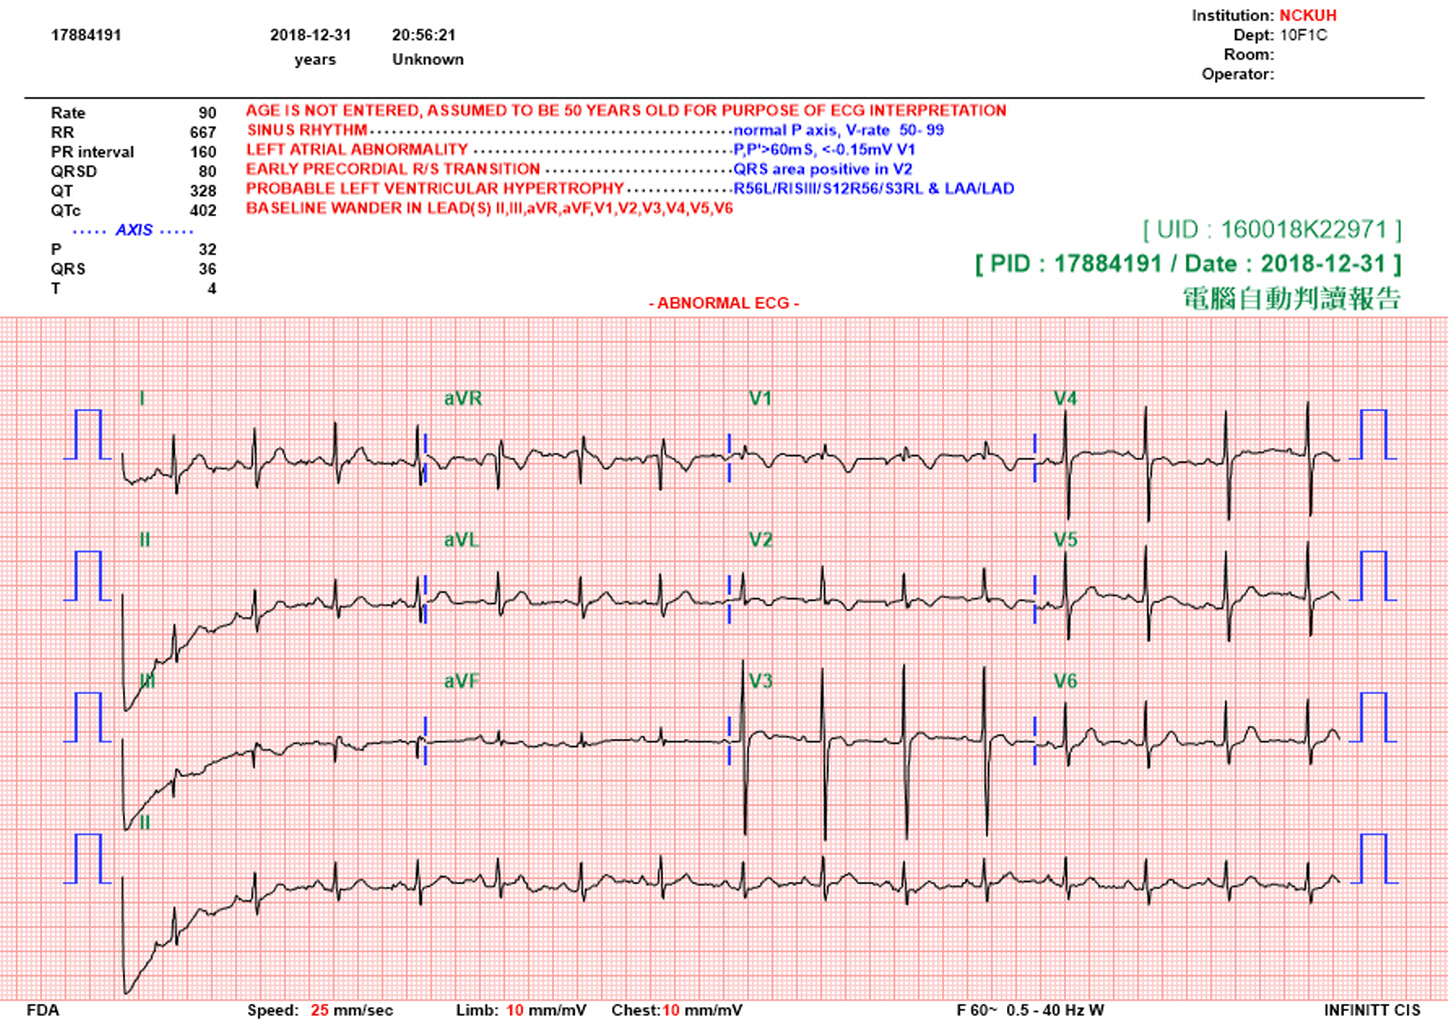 Institution: NCKUH
17884191 2018-12-31 20:56:21 Dept: 10F1C
years Unknown Room:
Operator:
Rate 90 AGE IS NOT ENTERED, ASSUMED TO BE 50 YEARS OLD FOR PURPOSE OF ECG INTERPRETATION
RR 667 SINUS RHYTHM normal P axis, V-rate 50- 99
PR interval 160 LEFT ATRIAL ABNORMALITY P,P'>60mS, <-0.15mV V1
QRSD 80 EARLY PRECORDIAL R/S TRANSITION QRS area positive in V2
QT 328 PROBABLE LEFT VENTRICULAR HYPERTROPHY R56L/RISIII/S12R56/S3RL & LAA/LAD
QTc 402 BASELINE WANDER IN LEAD(S) II,III,aVR,aVF,V1,V2,V3,V4,V5,V6
..... AXIS .....
[ UID : 160018K22971 ]
P 32
QRS 36
[ PID : 17884191 / Date : 2018-12-31 ]
T 4
電腦自動判讀報告
- ABNORMAL ECG -
I aVR V1 V4
II aVL V2 V5
III aVF V3 V6
II
FDA Speed: 25 mm/sec Limb: 10 mm/mV Chest:10 mm/mV F 60~ 0.5 - 40 Hz W INFINITT CIS